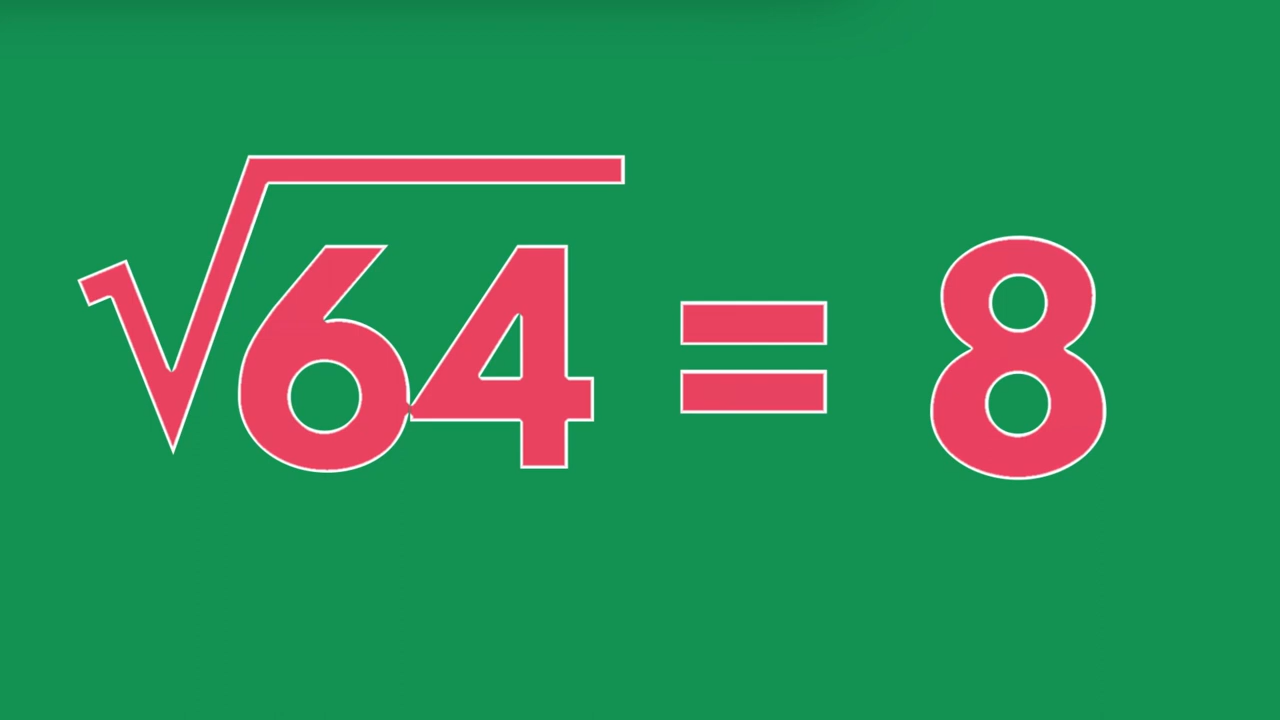 √64 = 8